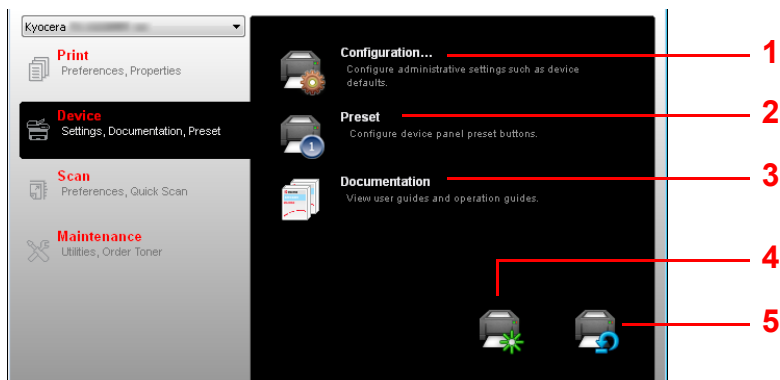 Kyocera
Print
Preferences, Properties
Device
Settings, Documentation, Preset
Scan
Preferences, Quick Scan
Maintenance
Utilities, Order Toner
Configuration...
Configure administrative settings such as device
defaults.
Preset
Configure device panel preset buttons.
1
Documentation
View user guides and operation guides.
1
2
3
4
5